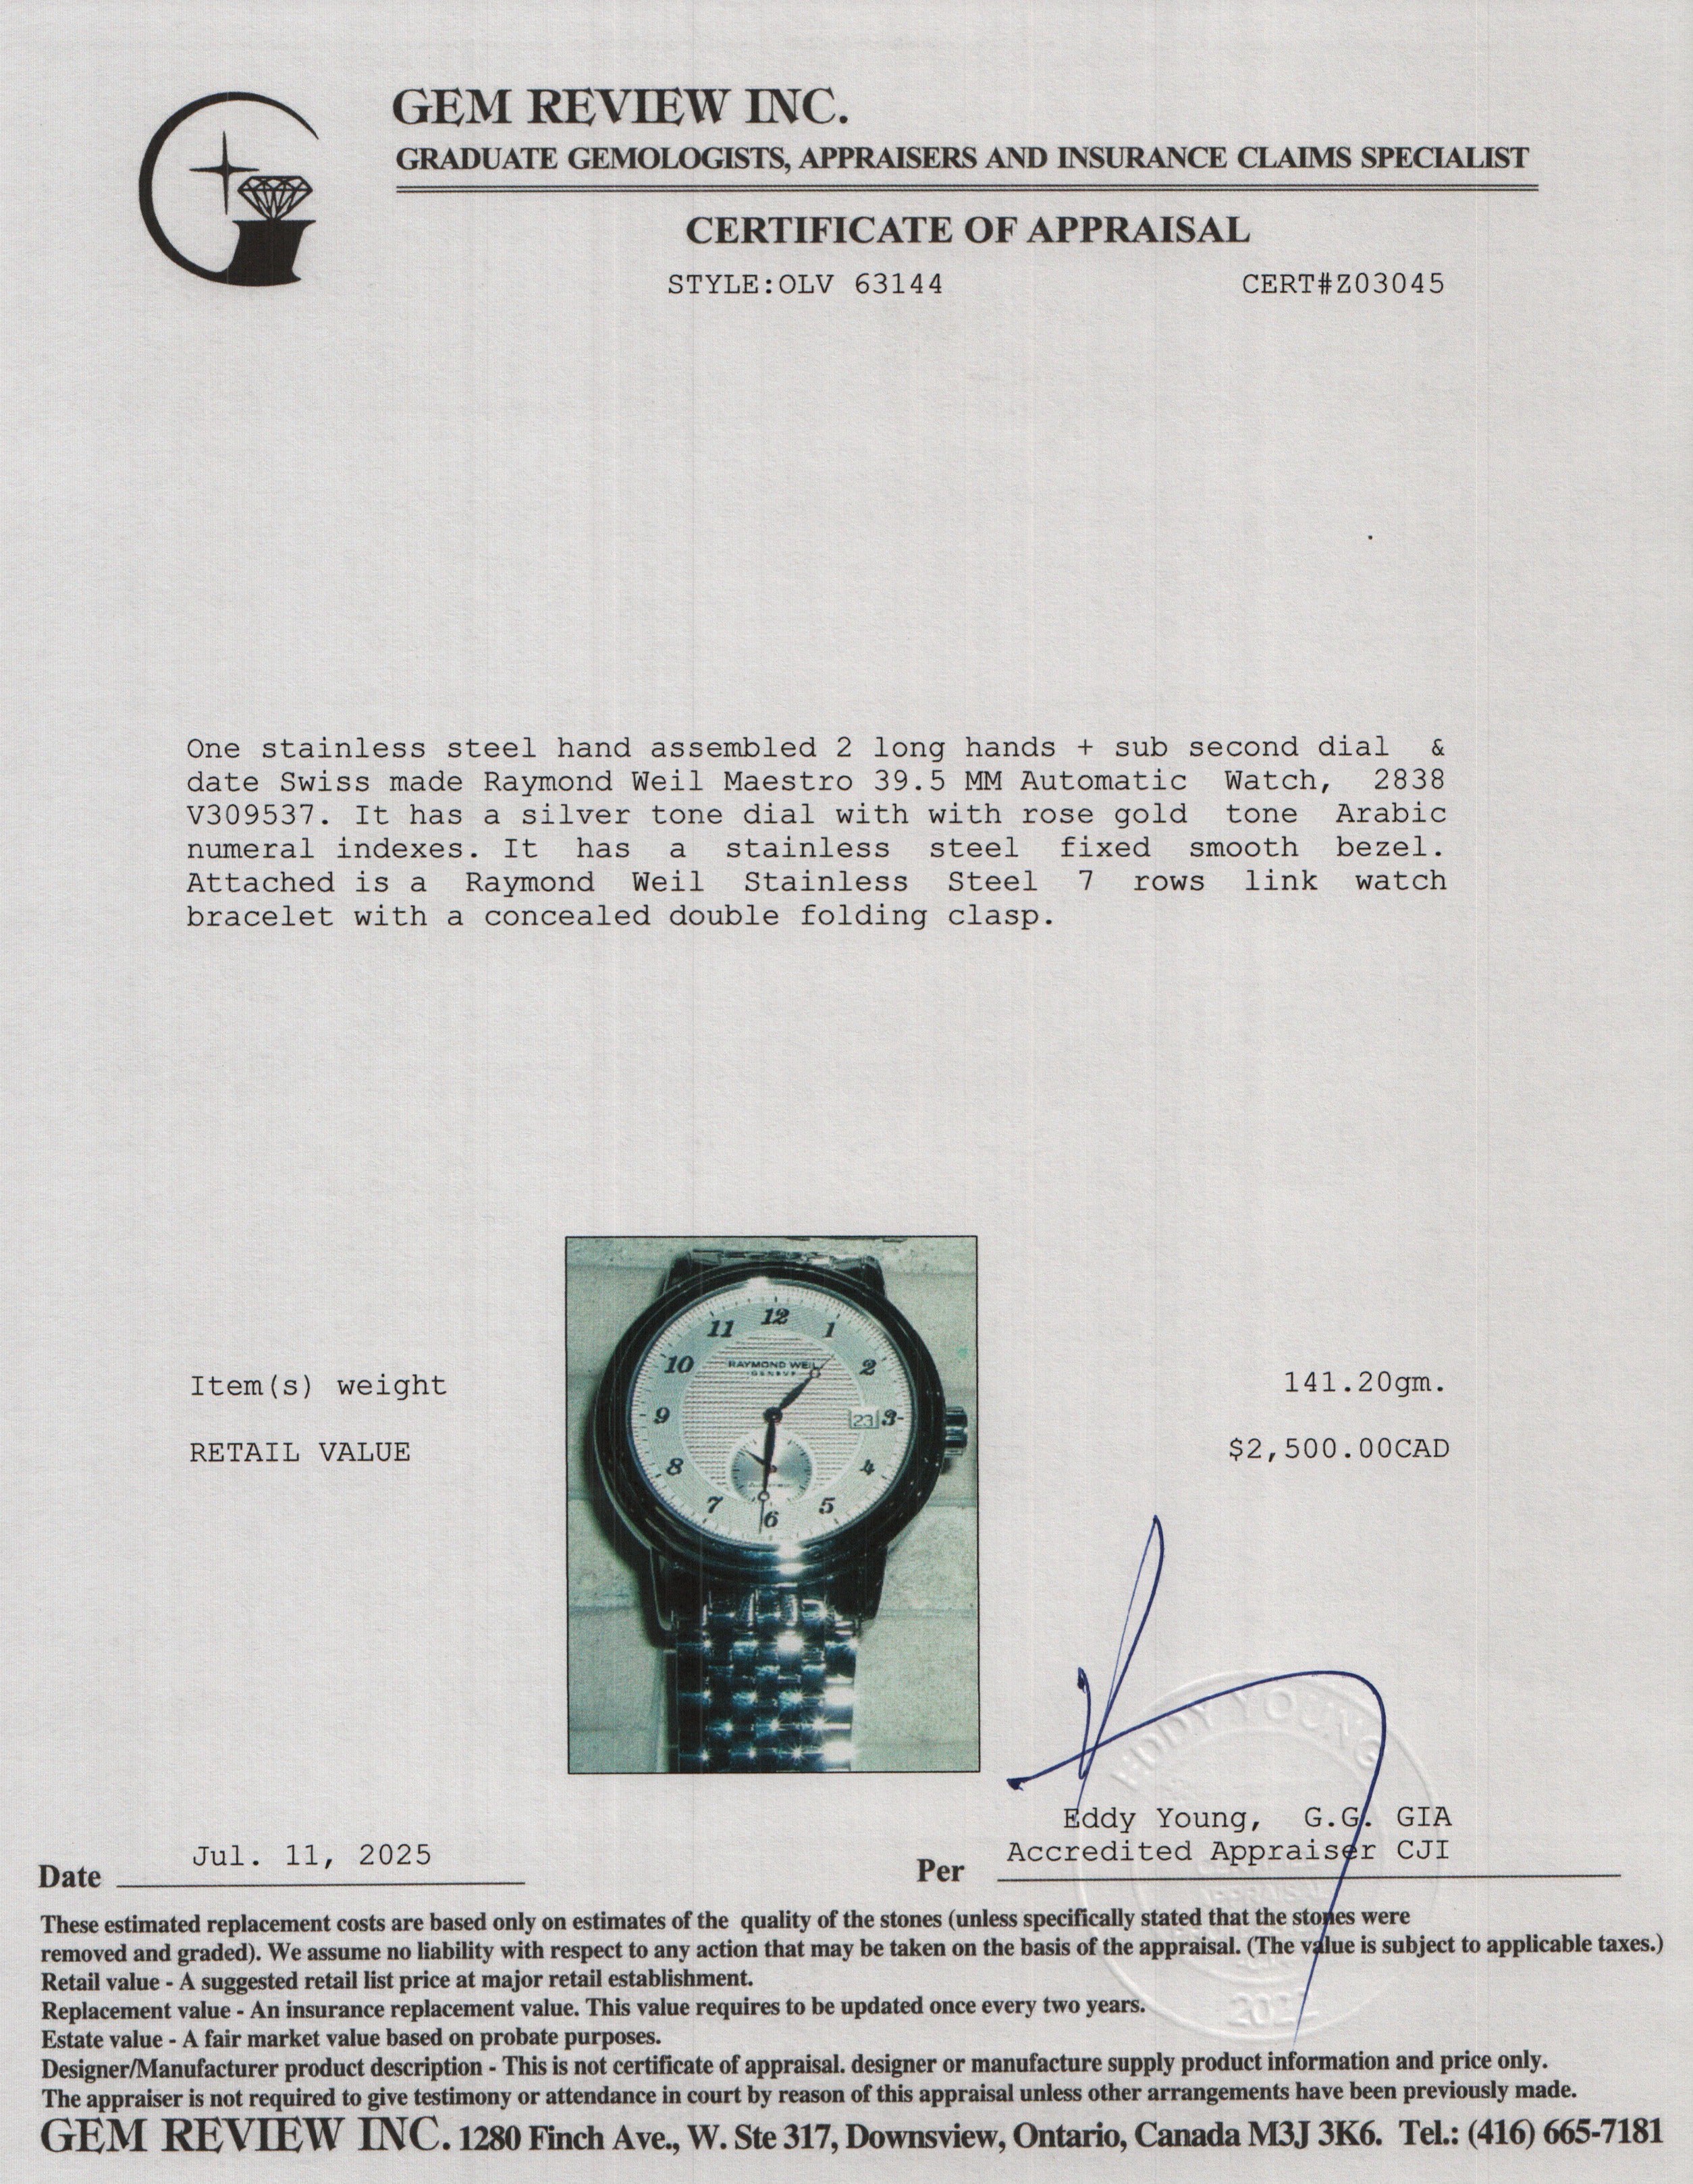 GEM REVIEW INC.
GRADUATE GEMOLOGISTS, APPRAISERS AND INSURANCE CLAIMS SPECIALIST
CERTIFICATE OF APPRAISAL
STYLE:OLV 63144 CERT#Z03045
One stainless steel hand assembled 2 long hands + sub second dial &
date Swiss made Raymond Weil Maestro 39.5 MM Automatic Watch, 2838
V309537. It has a silver tone dial with with rose gold tone Arabic
numeral indexes. It has a stainless steel fixed smooth bezel.
Attached is a Raymond Weil Stainless Steel 7 rows link watch
bracelet with a concealed double folding clasp.
12
11 1
10 2
RAYMOND WEIL
GENEVE
9 23 3
8 4
7 5
6
Item(s) weight 141.20gm.
RETAIL VALUE $2,500.00CAD
EDDY YOUNG
Eddy Young, G.G. GIA
Accredited Appraiser CJI
Date Jul. 11, 2025 Per
These estimated replacement costs are based only on estimates of the quality of the stones (unless specifically stated that the stones were
removed and graded). We assume no liability with respect to any action that may be taken on the basis of the appraisal. (The value is subject to applicable taxes.)
Retail value - A suggested retail list price at major retail establishment.
Replacement value - An insurance replacement value. This value requires to be updated once every two years.
Estate value - A fair market value based on probate purposes.
Designer/Manufacturer product description - This is not certificate of appraisal. designer or manufacture supply product information and price only.
The appraiser is not required to give testimony or attendance in court by reason of this appraisal unless other arrangements have been previously made.
GEM REVIEW INC. 1280 Finch Ave., W. Ste 317, Downsview, Ontario, Canada M3J 3K6. Tel.: (416) 665-7181